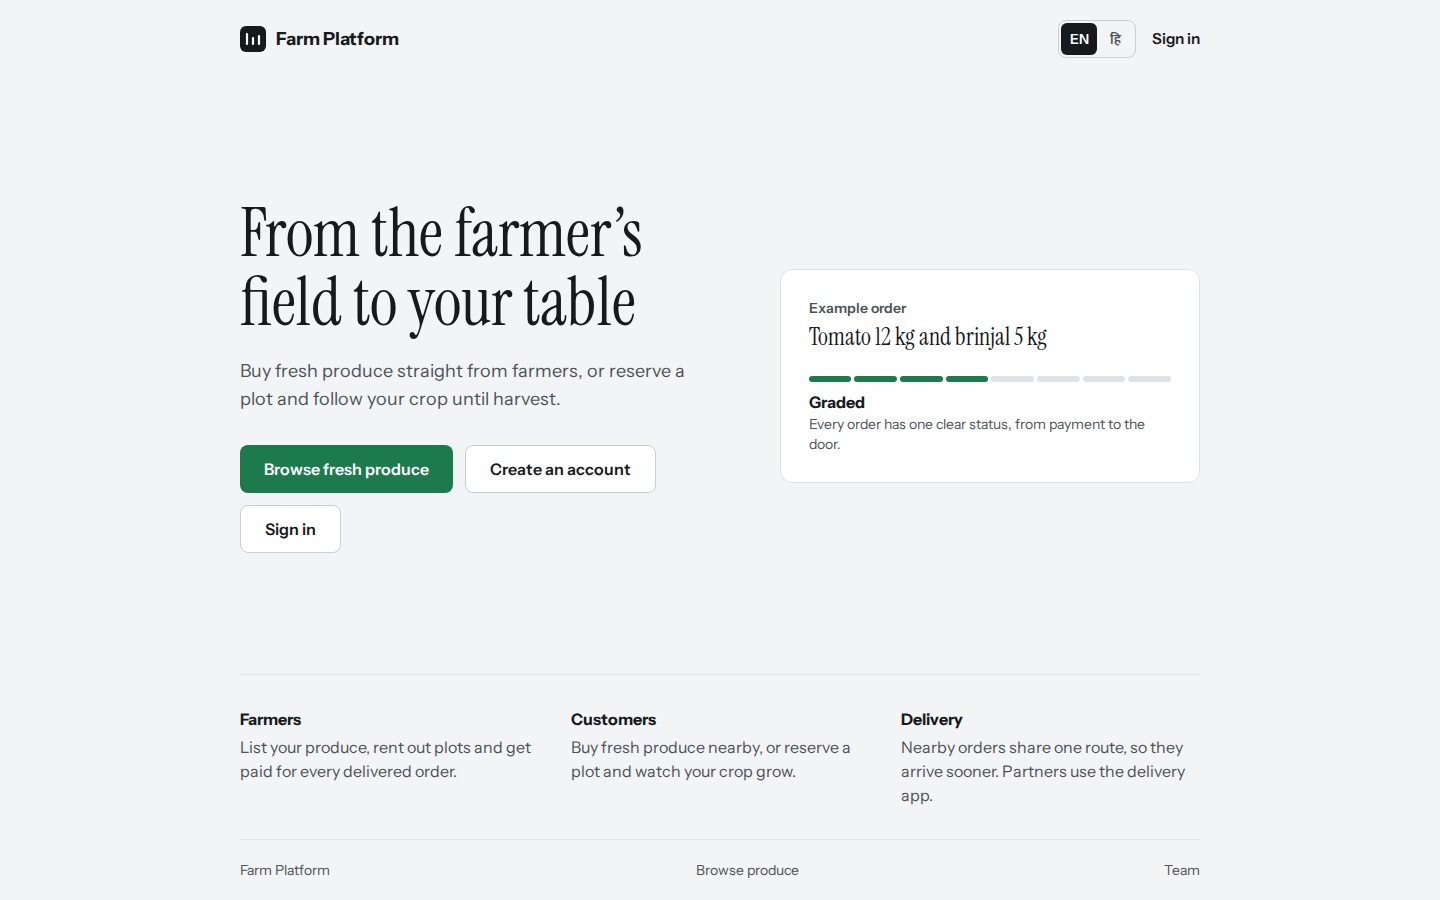 Farm Platform
EN हि Sign in
From the farmer’s
field to your table
Buy fresh produce straight from farmers, or reserve a
plot and follow your crop until harvest.
Browse fresh produce
Create an account
Sign in
Example order
Tomato 12 kg and brinjal 5 kg
Graded
Every order has one clear status, from payment to the
door.
Farmers
List your produce, rent out plots and get
paid for every delivered order.
Customers
Buy fresh produce nearby, or reserve a
plot and watch your crop grow.
Delivery
Nearby orders share one route, so they
arrive sooner. Partners use the delivery
app.
Farm Platform
Browse produce
Team